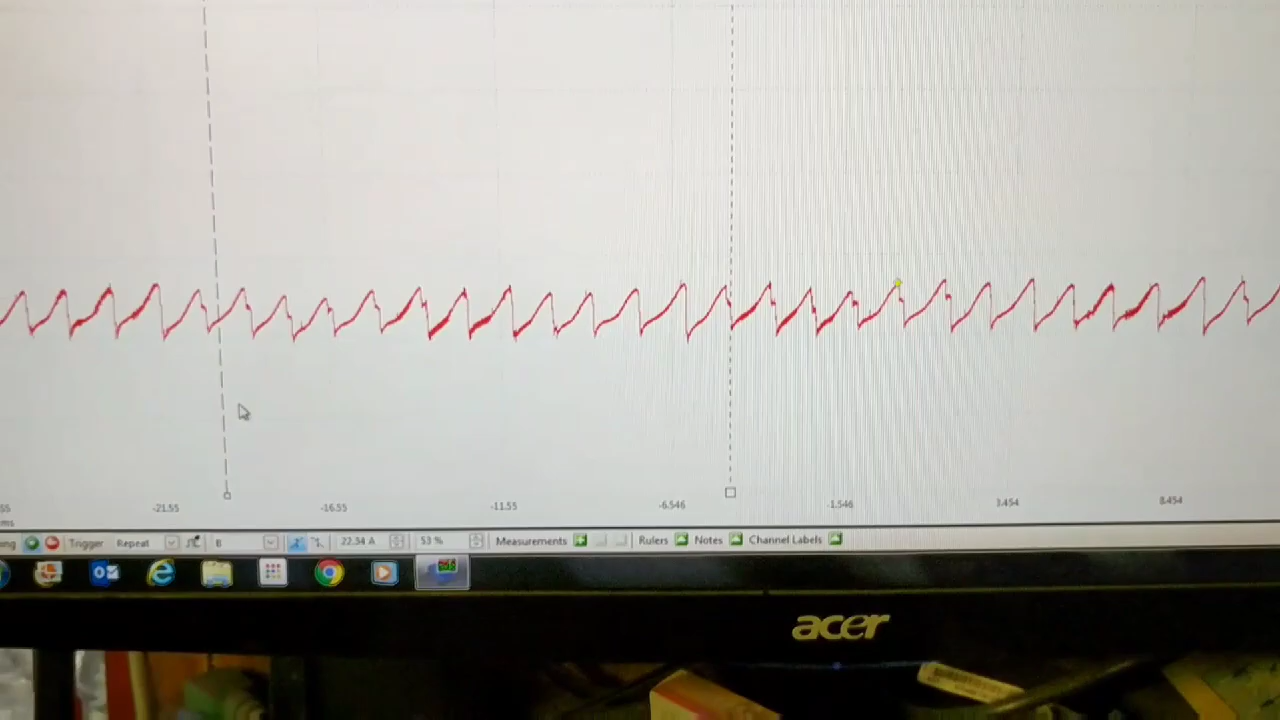 -21.55 -16.55 -11.55 -6.546 -1.546 3.454 8.454
ms
Trigger Repeat B 22.34 A 53 % Measurements Rulers Notes Channel Labels
acer